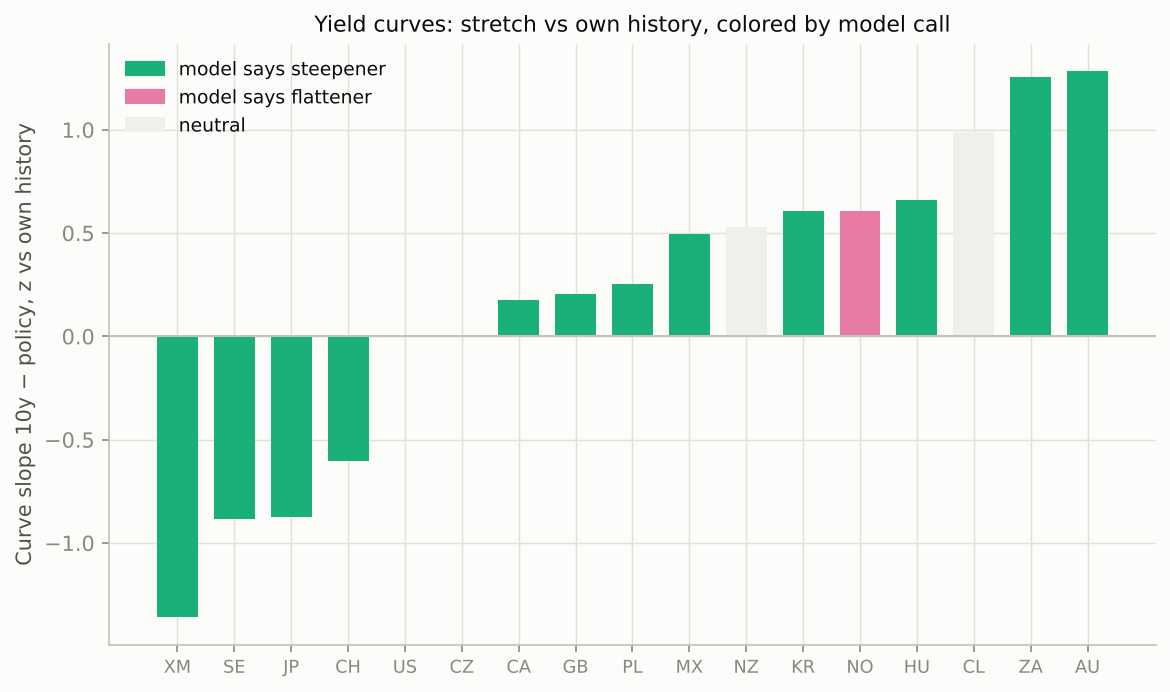 Yield curves: stretch vs own history, colored by model call
model says steepener
model says flattener
neutral
Curve slope 10y − policy, z vs own history
1.0
0.5
0.0
−0.5
−1.0
XM SE JP CH US CZ CA GB PL MX NZ KR NO HU CL ZA AU